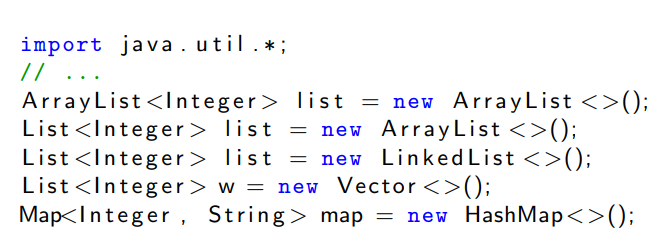 import java.util.*;
// ...
ArrayList<Integer> list = new ArrayList<>();
List<Integer> list = new ArrayList<>();
List<Integer> list = new LinkedList<>();
List<Integer> w = new Vector<>();
Map<Integer, String> map = new HashMap<>();